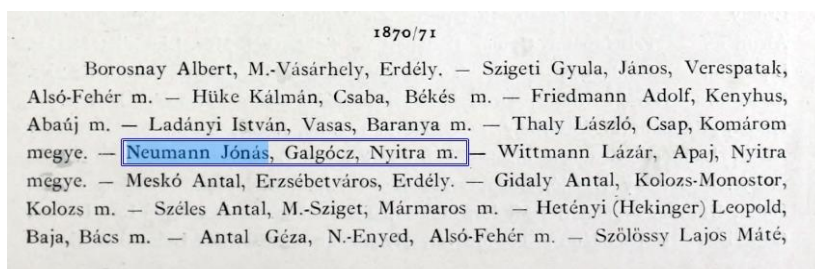 1870/71
Borosnay Albert, M.-Vásárhely, Erdély. — Szigeti Gyula, János, Verespatak,
Alsó-Fehér m. — Hüke Kálmán, Csaba, Békés m. — Friedmann Adolf, Kenyhus,
Abaúj m. — Ladányi István, Vasas, Baranya m. — Thaly László, Csap, Komárom
megye. — Neumann Jónás, Galgócz, Nyitra m. — Wittmann Lázár, Apaj, Nyitra
megye. — Meskó Antal, Erzsébetváros, Erdély. — Gidaly Antal, Kolozs-Monostor,
Kolozs m. — Széles Antal, M.-Sziget, Mármaros m. — Hetényi (Hekinger) Leopold,
Baja, Bács m. — Antal Géza, N.-Enyed, Alsó-Fehér m. — Szölössy Lajos Máté,